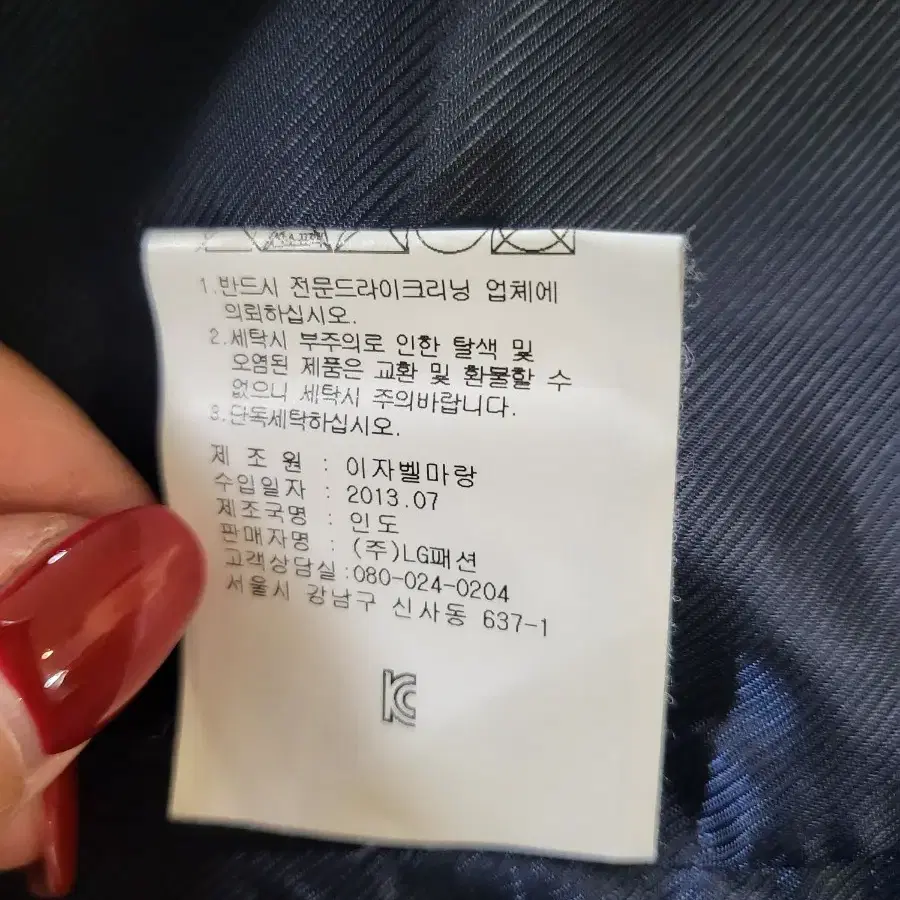 산소표백
1.반드시 전문드라이크리닝 업체에
의뢰하십시오.
2.세탁시 부주의로 인한 탈색 및
오염된 제품은 교환 및 환불할 수
없으니 세탁시 주의바랍니다.
3.단독세탁하십시오.
제 조 원 : 이자벨마랑
수입일자 : 2013.07
제조국명 : 인도
판매자명 : (주)LG패션
고객상담실:080-024-0204
서울시 강남구 신사동 637-1